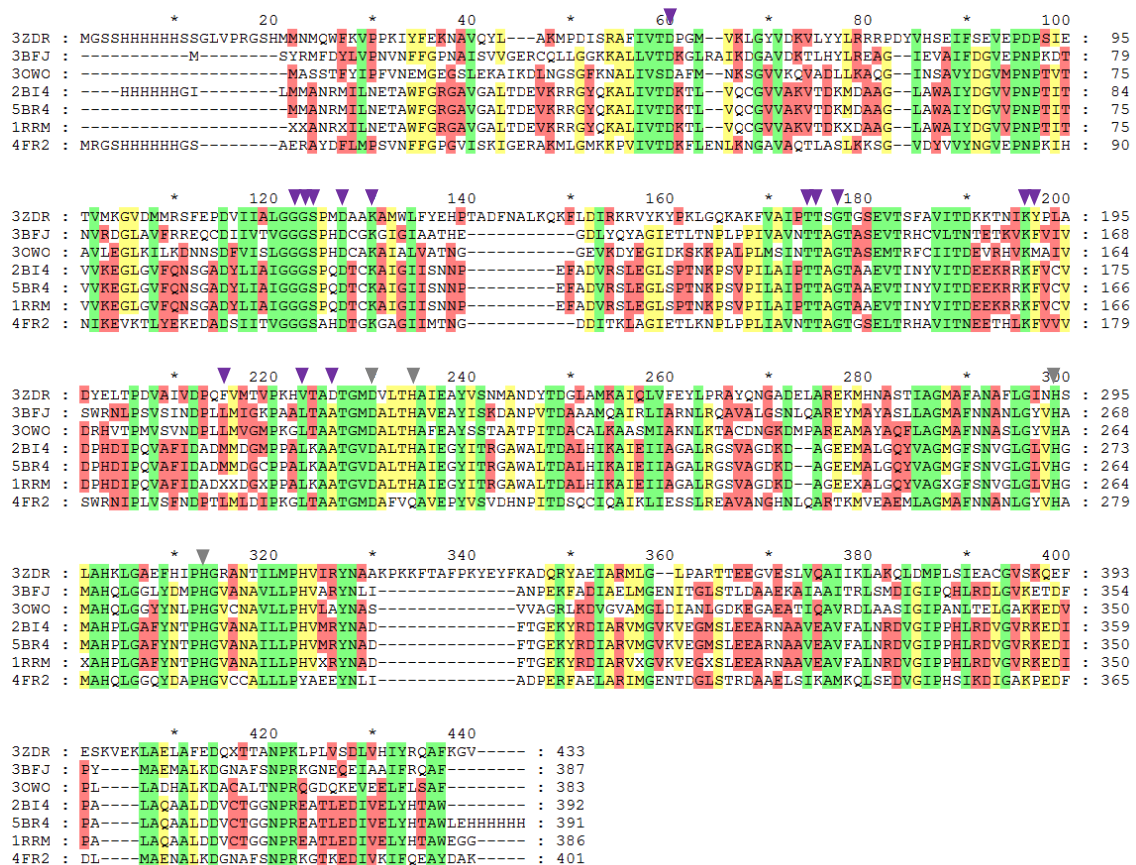 * 20 * 40 * 60 * 80 * 100
3ZDR : MGSSHHHHHHSSGLVPRGSHMMNMQWFKVPPKIYFEKNAVQYL--AKMPDISRAFIVTDPGM--VKLGYVDKVLYYLRRRPDYVHSEIFSEVEPDPSIE : 95
3BFJ : -----------M---------SYRMFDYLVPNVNFFGPNAISVVGERCQLLGGKKALLVTDKGLRAIKDGAVDKTLHYLREAG--IEVAIFDGVEPNPKDT : 79
3OWO : ---------------------MASSTFYIPFVNEMGEGSLEKAIKDLNGSGFKNALIVSDAFM--NKSGVVKQVADLLKAQG--INSAVYDGVMPNPTVT : 75
2BI4 : ----HHHHHHGI---------LMMANRMILNETAWFGRGAVGALTDEVKRRGYQKALIVTDKTL--VQCGVVAKVTDKMDAAG--LAWAIYDGVVPNPTIT : 84
5BR4 : ---------------------MMANRMILNETAWFGRGAVGALTDEVKRRGYQKALIVTDKTL--VQCGVVAKVTDKMDAAG--LAWAIYDGVVPNPTIT : 75
1RRM : ---------------------XXANRXILNETAWFGRGAVGALTDEVKRRGYQKALIVTDKTL--VQCGVVAKVTDKXDAAG--LAWAIYDGVVPNPTIT : 75
4FR2 : MRGSHHHHHHGS--------AERAYDFLMPSVNFFGPGVISKIGERAKMLGMKKPVIVTDKFLENLKNGAVAQTLASLKKSG--VDYVVYNGVEPNPKIH : 90
* 120 * 140 * 160 * 180 * 200
3ZDR : TVMKGVDMMRSFEPDVIIALGGGSPMDAAKAMWLFYEHPTADFNALKQKFLDIRKRVYKYPKLGQKAKFVAIPTTSGTGSEVTSFAVITDKKTNIKYPLA : 195
3BFJ : NVRDGLAVFRREQCDIIVTVGGGSPHDCGKGIGIAATHE----------GDLYQYAGIETLTNPLPPIVAVNTTAGTASEVTRHCVLTNTETKVKFVIV : 168
3OWO : AVLEGLKILKDNNSDFVISLGGGSPHDCAKAIALVATNG----------GEVKDYEGIDKSKKPALPLMSINTTAGTASEMTRFCIITDEVRHVKMAIV : 164
2BI4 : VVKEGLGVFQNSGADYLIAIGGGSPQDTCKAIGIISNNP---------EFADVRSLEGLSPTNKPSVPILAIPTTAGTAAEVTINYVITDEEKRRKFVCV : 175
5BR4 : VVKEGLGVFQNSGADYLIAIGGGSPQDTCKAIGIISNNP---------EFADVRSLEGLSPTNKPSVPILAIPTTAGTAAEVTINYVITDEEKRRKFVCV : 166
1RRM : VVKEGLGVFQNSGADYLIAIGGGSPQDTCKAIGIISNNP---------EFADVRSLEGLSPTNKPSVPILAIPTTAGTAAEVTINYVITDEEKRRKFVCV : 166
4FR2 : NIKEVKTLYEKEDADSIITVGGGSAHDTGKGAGIIMTNG----------DDITKLAGIETLKNPLPPLIAVNTTAGTGSELTRHAVITNEETHLKFVVV : 179
* 220 * 240 * 260 * 280 * 300
3ZDR : DYELTPDVAIVDPQFVMTVPKHVTADTGMDVLTHAIEAYVSNMANDYTDGLAMKAIQLVFEYLPRAYQNGADELAREKMHNASTIAGMAFANAFLGINHS : 295
3BFJ : SWRNLPSVSINDPLLMIGKPAALTAATGMDALTHAVEAYISKDANPVTDAAAMQAIRLIARNLRQAVALGSNLQAREYMAYASLLAGMAFNNANLGYVHA : 268
3OWO : DRHVTPMVSVNDPLLMVGMPKGLTAATGMDALTHAFEAYSSTAATPITDACALKAASMIAKNLKTACDNGKDMPAREAMAYAQFLAGMAFNNASLGYVHA : 264
2BI4 : DPHDIPQVAFIDADMMDGMPPALKAATGVDALTHAIEGYITRGAWALTDALHIKAIEIIAGALRGSVAGDKD--AGEEMALGQYVAGMGFSNVGLGLVHG : 273
5BR4 : DPHDIPQVAFIDADMMDGCPPALKAATGVDALTHAIEGYITRGAWALTDALHIKAIEIIAGALRGSVAGDKD--AGEEMALGQYVAGMGFSNVGLGLVHG : 264
1RRM : DPHDIPQVAFIDADXXDGXPPALKAATGVDALTHAIEGYITRGAWALTDALHIKAIEIIAGALRGSVAGDKD--AGEEXALGQYVAGXGFSNVGLGLVHG : 264
4FR2 : SWRNIPLVSFNDPTLMLDIPKGLTAATGMDAFVQAVEPYVSVDHNPITDSQCIQAIKLIESSLREAVANGHNLQARTKMVEAEMLAGMAFNNANLGYVHA : 279
* 320 * 340 * 360 * 380 * 400
3ZDR : LAHKLGAEFHIPHGRANTILMPHVIRYNAAKPKKFTAFPKYEYFKADQRYAEIARMLG--LPARTTEEGVESLVQAIIKLAKQLDMPLSIEACGVSKQEF : 393
3BFJ : MAHQLGGLYDMPHGVANAVLLPHVARYNLI--------------ANPEKFADIAELMGENITGLSTLDAAEKAIAAITRLSMDIGIPQHLRDLGVKETDF : 354
3OWO : MAHQLGGYYNLPHGVCNAVLLPHVLAYNAS--------------VVAGRLKDVGVAMGLDIANLGDKEGAEATIQAVRDLAASIGIPANLTELGAKKEDV : 350
2BI4 : MAHPLGAFYNTPHGVANAILLPHVMRYNAD--------------FTGEKYRDIARVMGVKVEGMSLEEARNAAVEAVFALNRDVGIPPHLRDVGVRKEDI : 359
5BR4 : MAHPLGAFYNTPHGVANAILLPHVMRYNAD--------------FTGEKYRDIARVMGVKVEGMSLEEARNAAVEAVFALNRDVGIPPHLRDVGVRKEDI : 350
1RRM : XAHPLGAFYNTPHGVANAILLPHVXRYNAD--------------FTGEKYRDIARVXGVKVEGXSLEEARNAAVEAVFALNRDVGIPPHLRDVGVRKEDI : 350
4FR2 : MAHQLGGQYDAPHGVCCALLLPYAEEYNLI--------------ADPERFAELARIMGENTDGLSTRDAAELSIKAMKQLSEDVGIPHSIKDIGAKPEDF : 365
* 420 * 440
3ZDR : ESKVEKLAELAFEDQXTTANPKLPLVSDLVHIYRQAFKGV----- : 433
3BFJ : PY----MAEMALKDGNAFSNPRKGNEQEIAAIFRQAF-------- : 387
3OWO : PL----LADHALKDACALTNPRQGDQKEVEELFLSAF-------- : 383
2BI4 : PA----LAQAALDDVCTGGNPREATLEDIVELYHTAW-------- : 392
5BR4 : PA----LAQAALDDVCTGGNPREATLEDIVELYHTAWLEHHHHHH : 391
1RRM : PA----LAQAALDDVCTGGNPREATLEDIVELYHTAWEGG----- : 386
4FR2 : DL----MAENALKDGNAFSNPRKGTKEDIVKIFQEAYDAK----- : 401